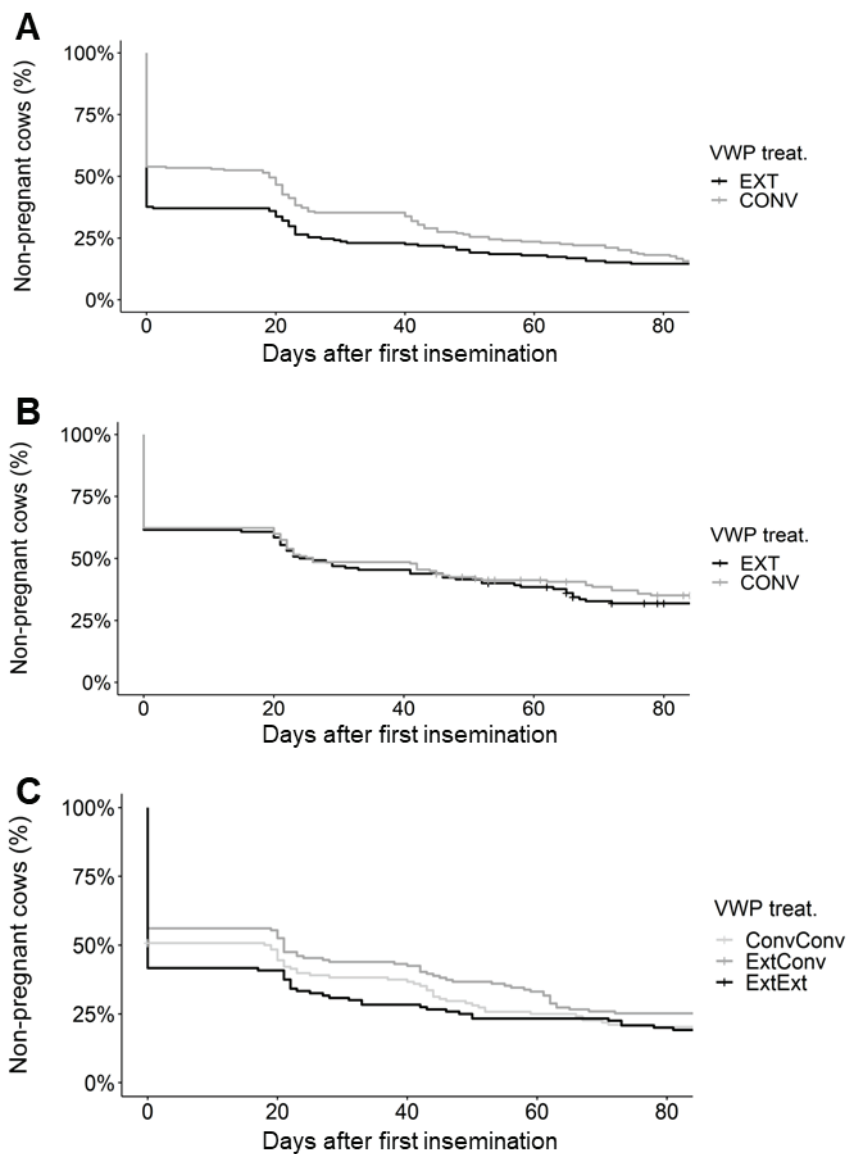 A
Non-pregnant cows (%)
100%
75%
50%
25%
0%
0 20 40 60 80
Days after first insemination
VWP treat.
EXT
CONV
B
Non-pregnant cows (%)
100%
75%
50%
25%
0%
0 20 40 60 80
Days after first insemination
VWP treat.
EXT
CONV
C
Non-pregnant cows (%)
100%
75%
50%
25%
0%
0 20 40 60 80
Days after first insemination
VWP treat.
ConvConv
ExtConv
ExtExt